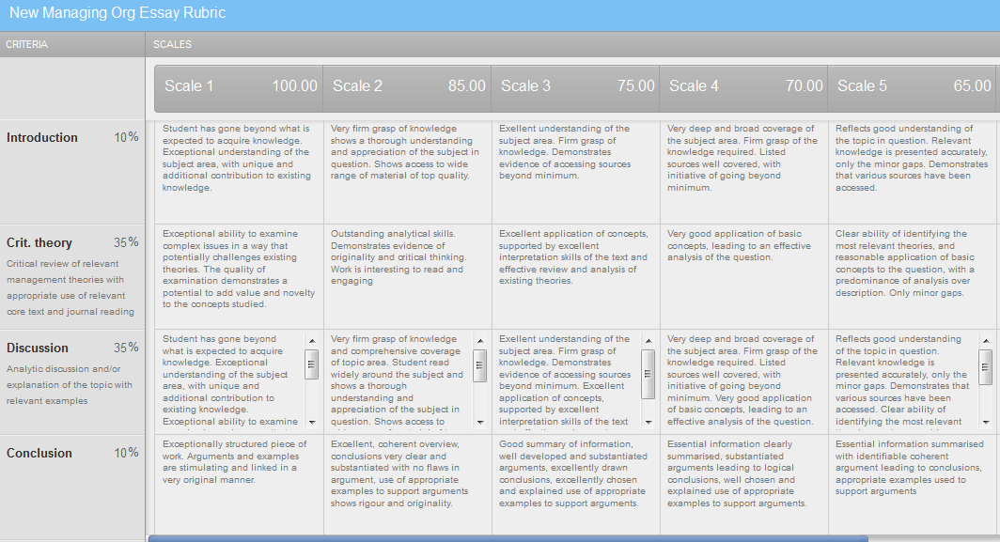 New Managing Org Essay Rubric
CRITERIA
SCALES
Scale 1 100.00
Scale 2 85.00
Scale 3 75.00
Scale 4 70.00
Scale 5 65.00
Introduction 10%
Student has gone beyond what is
expected to acquire knowledge.
Exceptional understanding of the
subject area, with unique and
additional contribution to existing
knowledge.
Very firm grasp of knowledge
shows a thorough understanding
and appreciation of the subject in
question. Shows access to wide
range of material of top quality.
Exellent understanding of the
subject area. Firm grasp of
knowledge. Demonstrates
evidence of accessing sources
beyond minimum.
Very deep and broad coverage of
the subject area. Firm grasp of the
knowledge required. Listed
sources well covered, with
initiative of going beyond
minimum.
Reflects good understanding of
the topic in question. Relevant
knowledge is presented accurately,
only the minor gaps. Demonstrates
that various sources have been
accessed.
Crit. theory 35%
Critical review of relevant
management theories with
appropriate use of relevant
core text and journal reading
Exceptional ability to examine
complex issues in a way that
potentially challenges existing
theories. The quality of
examination demonstrates a
potential to add value and novelty
to the concepts studied.
Outstanding analytical skills.
Demonstrates evidence of
originality and critical thinking.
Work is interesting to read and
engaging
Excellent application of concepts,
supported by excellent
interpretation skills of the text and
effective review and analysis of
existing theories.
Very good application of basic
concepts, leading to an effective
analysis of the question.
Clear ability of identifying the
most relevant theories, and
reasonable application of basic
concepts to the question, with a
predominance of analysis over
description. Only minor gaps.
Discussion 35%
Analytic discussion and/or
explanation of the topic with
relevant examples
Student has gone beyond
what is expected to acquire
knowledge. Exceptional
understanding of the subject
area, with unique and
additional contribution to
existing knowledge.
Exceptional ability to examine
Very firm grasp of knowledge
and comprehensive coverage
of topic area. Student read
widely around the subject and
shows a thorough
understanding and
appreciation of the subject in
question. Shows access to
Exellent understanding of the
subject area. Firm grasp of
knowledge. Demonstrates
evidence of accessing sources
beyond minimum. Excellent
application of concepts,
supported by excellent
interpretation skills of the text
Very deep and broad coverage of
the subject area. Firm grasp of the
knowledge required. Listed
sources well covered, with
initiative of going beyond
minimum. Very good application
of basic concepts, leading to an
effective analysis of the question.
Reflects good understanding
of the topic in question.
Relevant knowledge is
presented accurately, only the
minor gaps. Demonstrates that
various sources have been
accessed. Clear ability of
identifying the most relevant
Conclusion 10%
Exceptionally structured piece of
work. Arguments and examples
are stimulating and linked in a
very original manner.
Excellent, coherent overview,
conclusions very clear and
substantiated with no flaws in
argument, use of appropriate
examples to support arguments
shows rigour and originality.
Good summary of information,
well developed and substantiated
arguments, excellently drawn
conclusions, excellently chosen
and explained use of appropriate
examples to support arguments.
Essential information clearly
summarised, substantiated
arguments leading to logical
conclusions, well chosen and
explained use of appropriate
examples to support arguments.
Essential information summarised
with identifiable coherent
argument leading to conclusions,
appropriate examples used to
support arguments